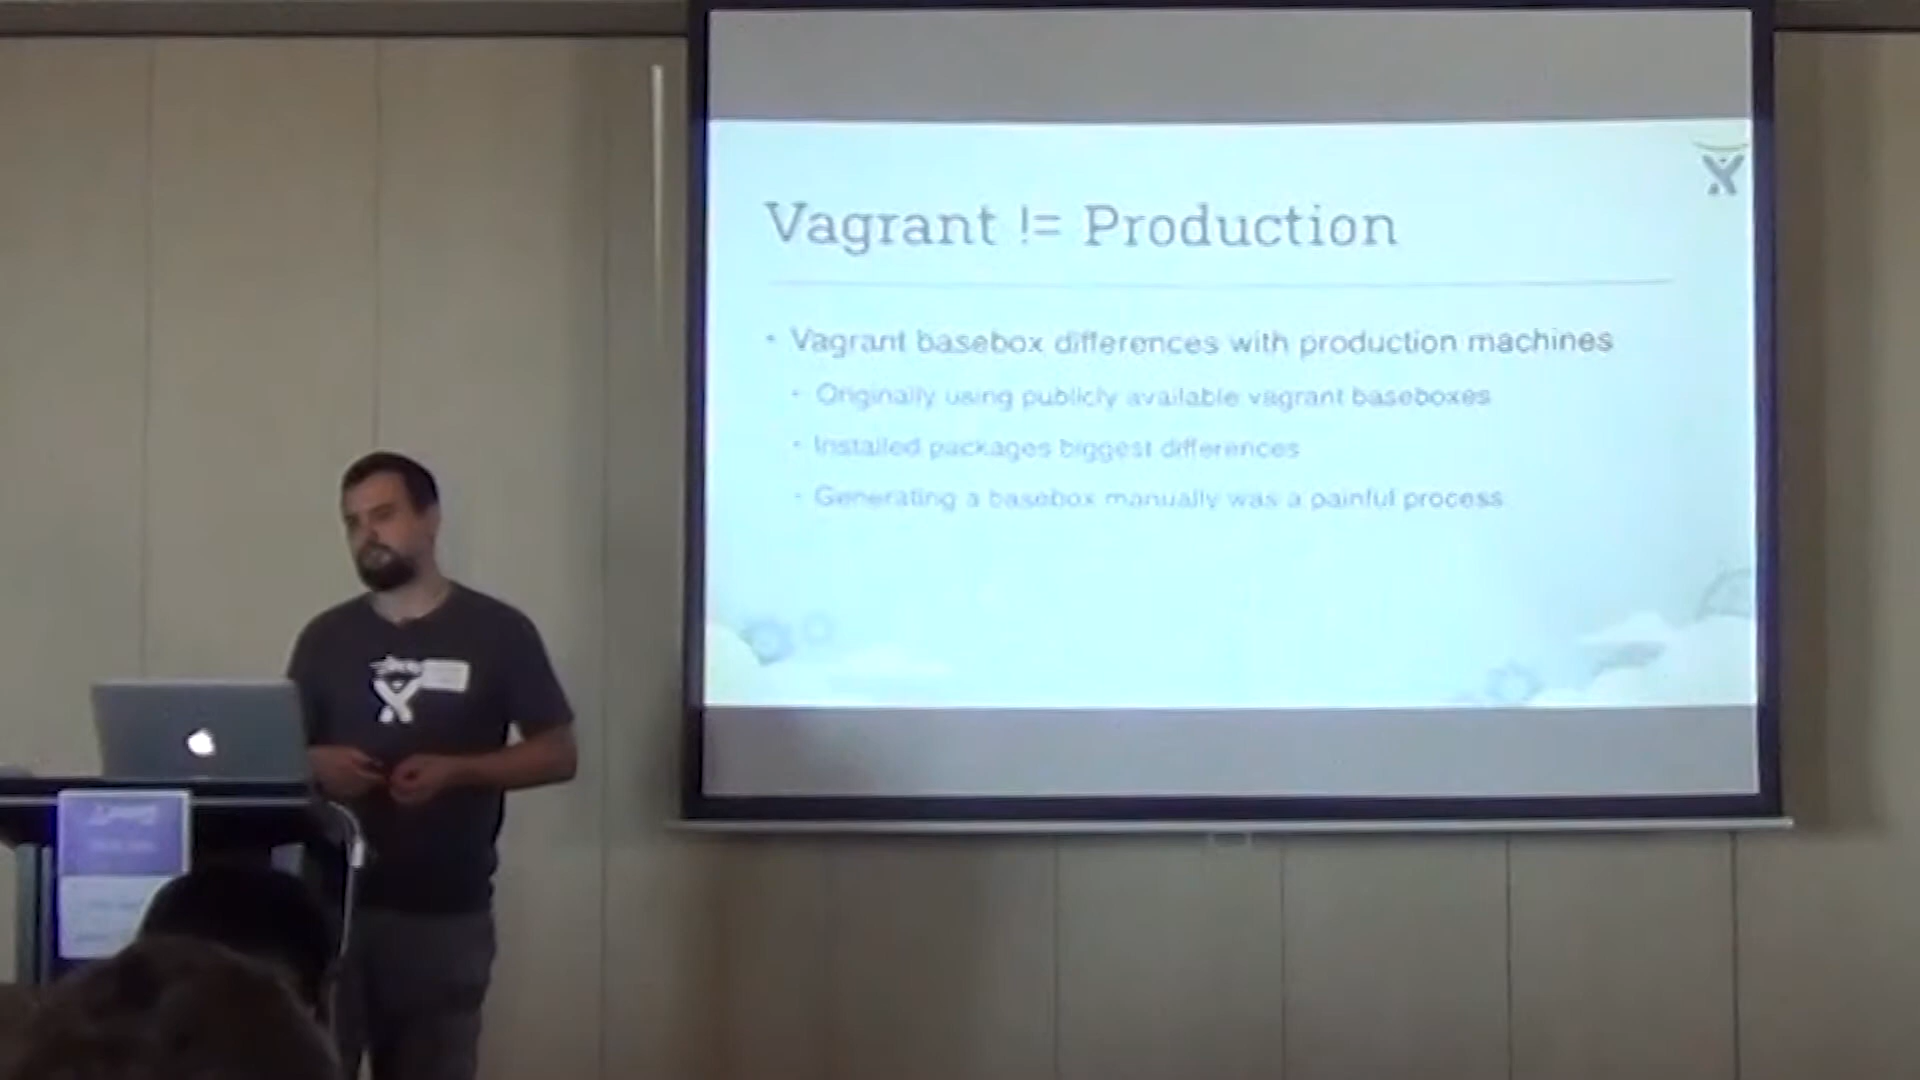 Vagrant != Production
• Vagrant basebox differences with production machines
• Originally using publicly available vagrant baseboxes
• Installed packages biggest differences
• Generating a basebox manually was a painful process